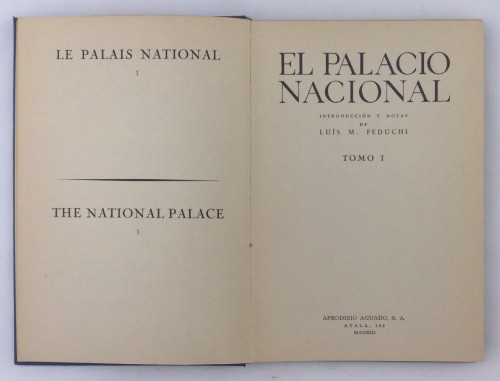 LE PALAIS NATIONAL
I
THE NATIONAL PALACE
I
EL PALACIO
NACIONAL
INTRODUCCIÓN Y NOTAS
DE
LUIS M. FEDUCHI
TOMO I
AFRODISIO AGUADO, S. A.
AYALA, 124
MADRID